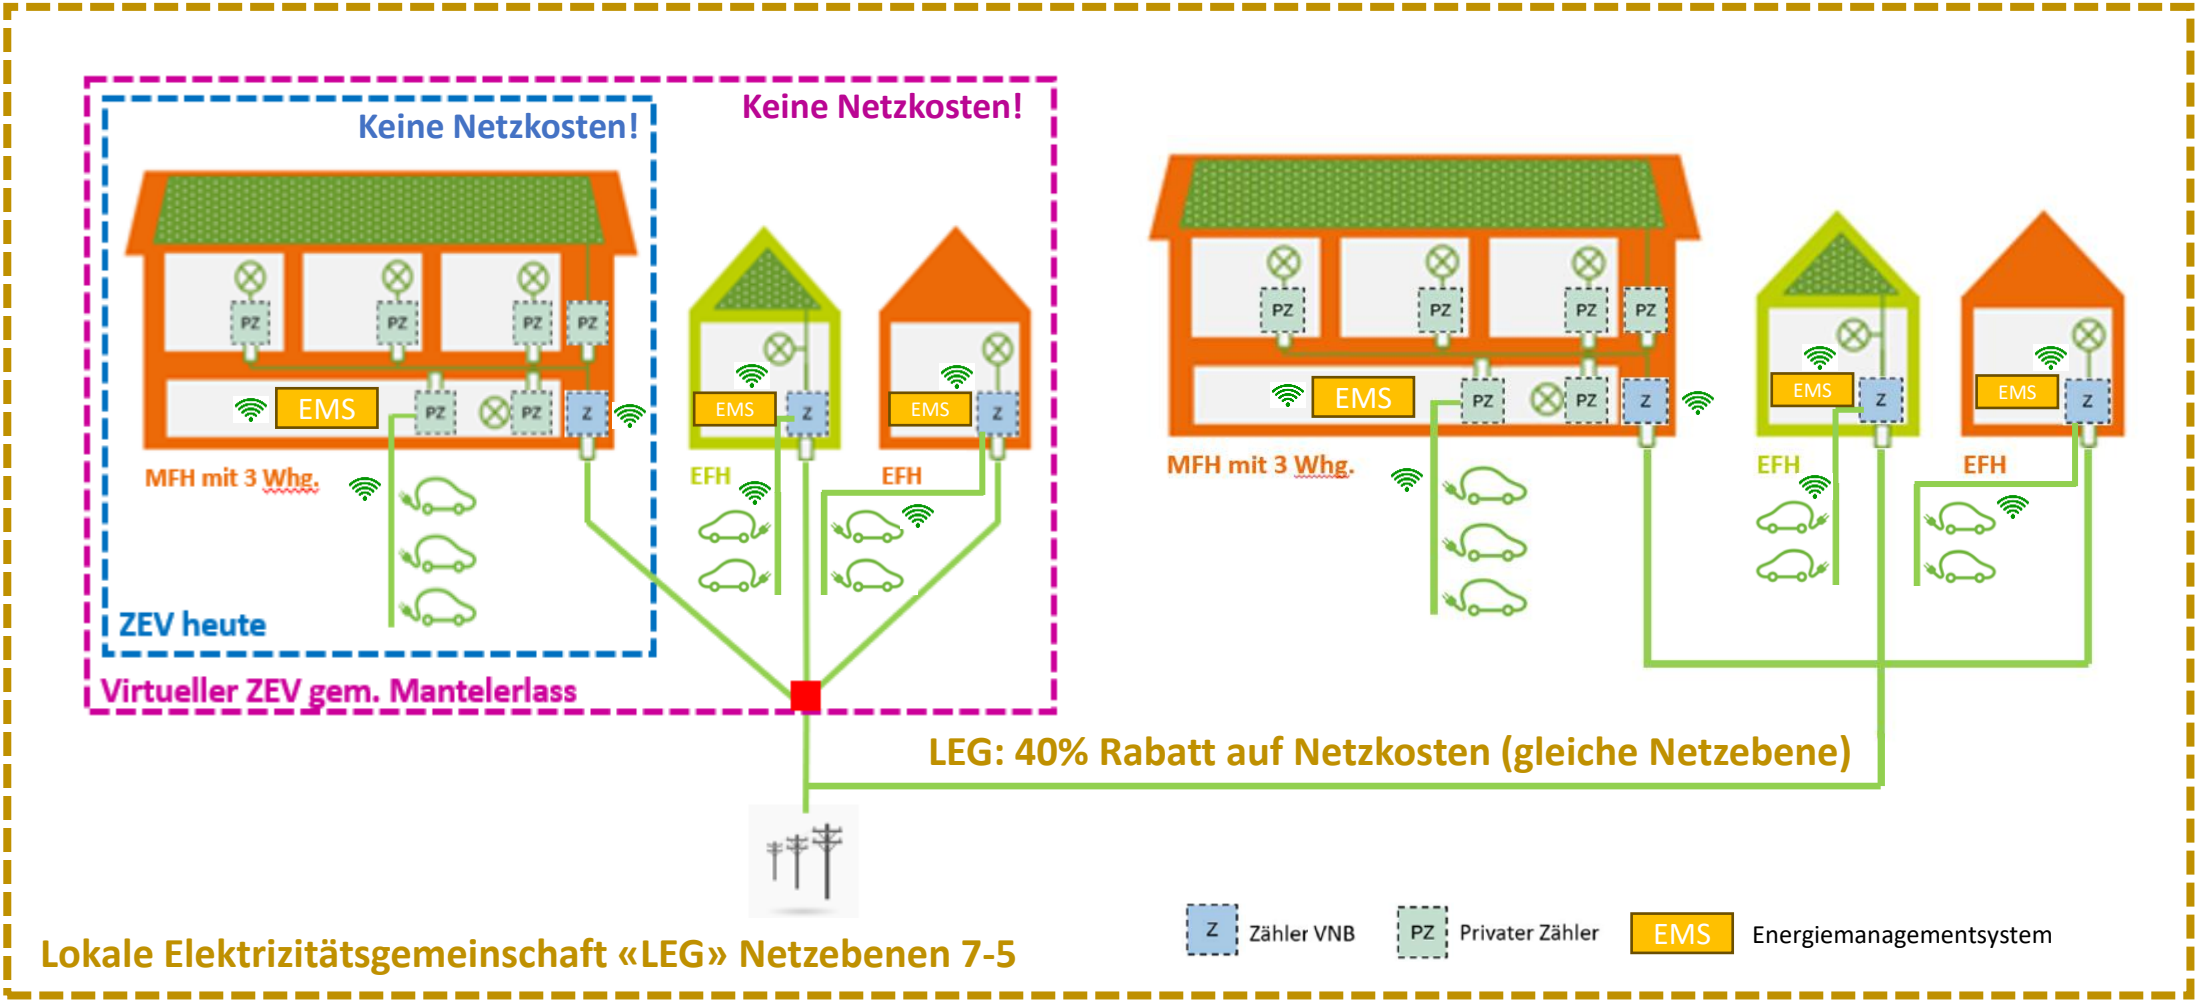 Keine Netzkosten!
Keine Netzkosten!
PZ PZ PZ PZ
EMS PZ PZ Z
EMS Z
EMS Z
MFH mit 3 Whg.
EFH
EFH
ZEV heute
Virtueller ZEV gem. Mantelerlass
PZ PZ PZ PZ
EMS PZ PZ Z
EMS Z
EMS Z
MFH mit 3 Whg.
EFH
EFH
LEG: 40% Rabatt auf Netzkosten (gleiche Netzebene)
Z Zähler VNB
PZ Privater Zähler
EMS Energiemanagementsystem
Lokale Elektrizitätsgemeinschaft «LEG» Netzebenen 7-5